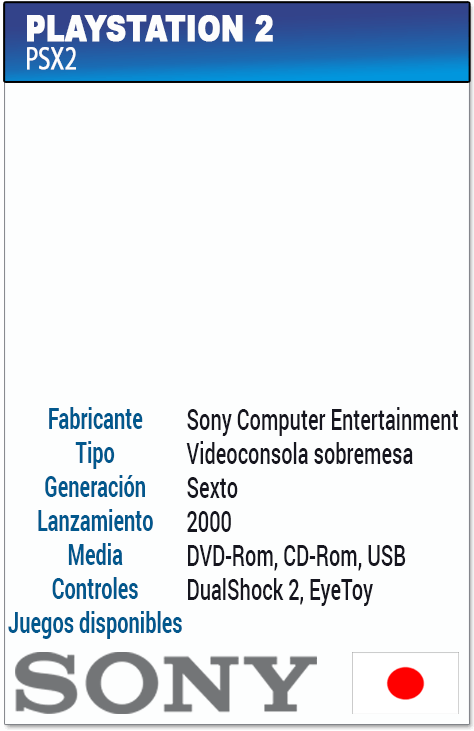 PLAYSTATION 2
PSX2
Fabricante Sony Computer Entertainment
Tipo Videoconsola sobremesa
Generación Sexto
Lanzamiento 2000
Media DVD-Rom, CD-Rom, USB
Controles DualShock 2, EyeToy
Juegos disponibles
SONY